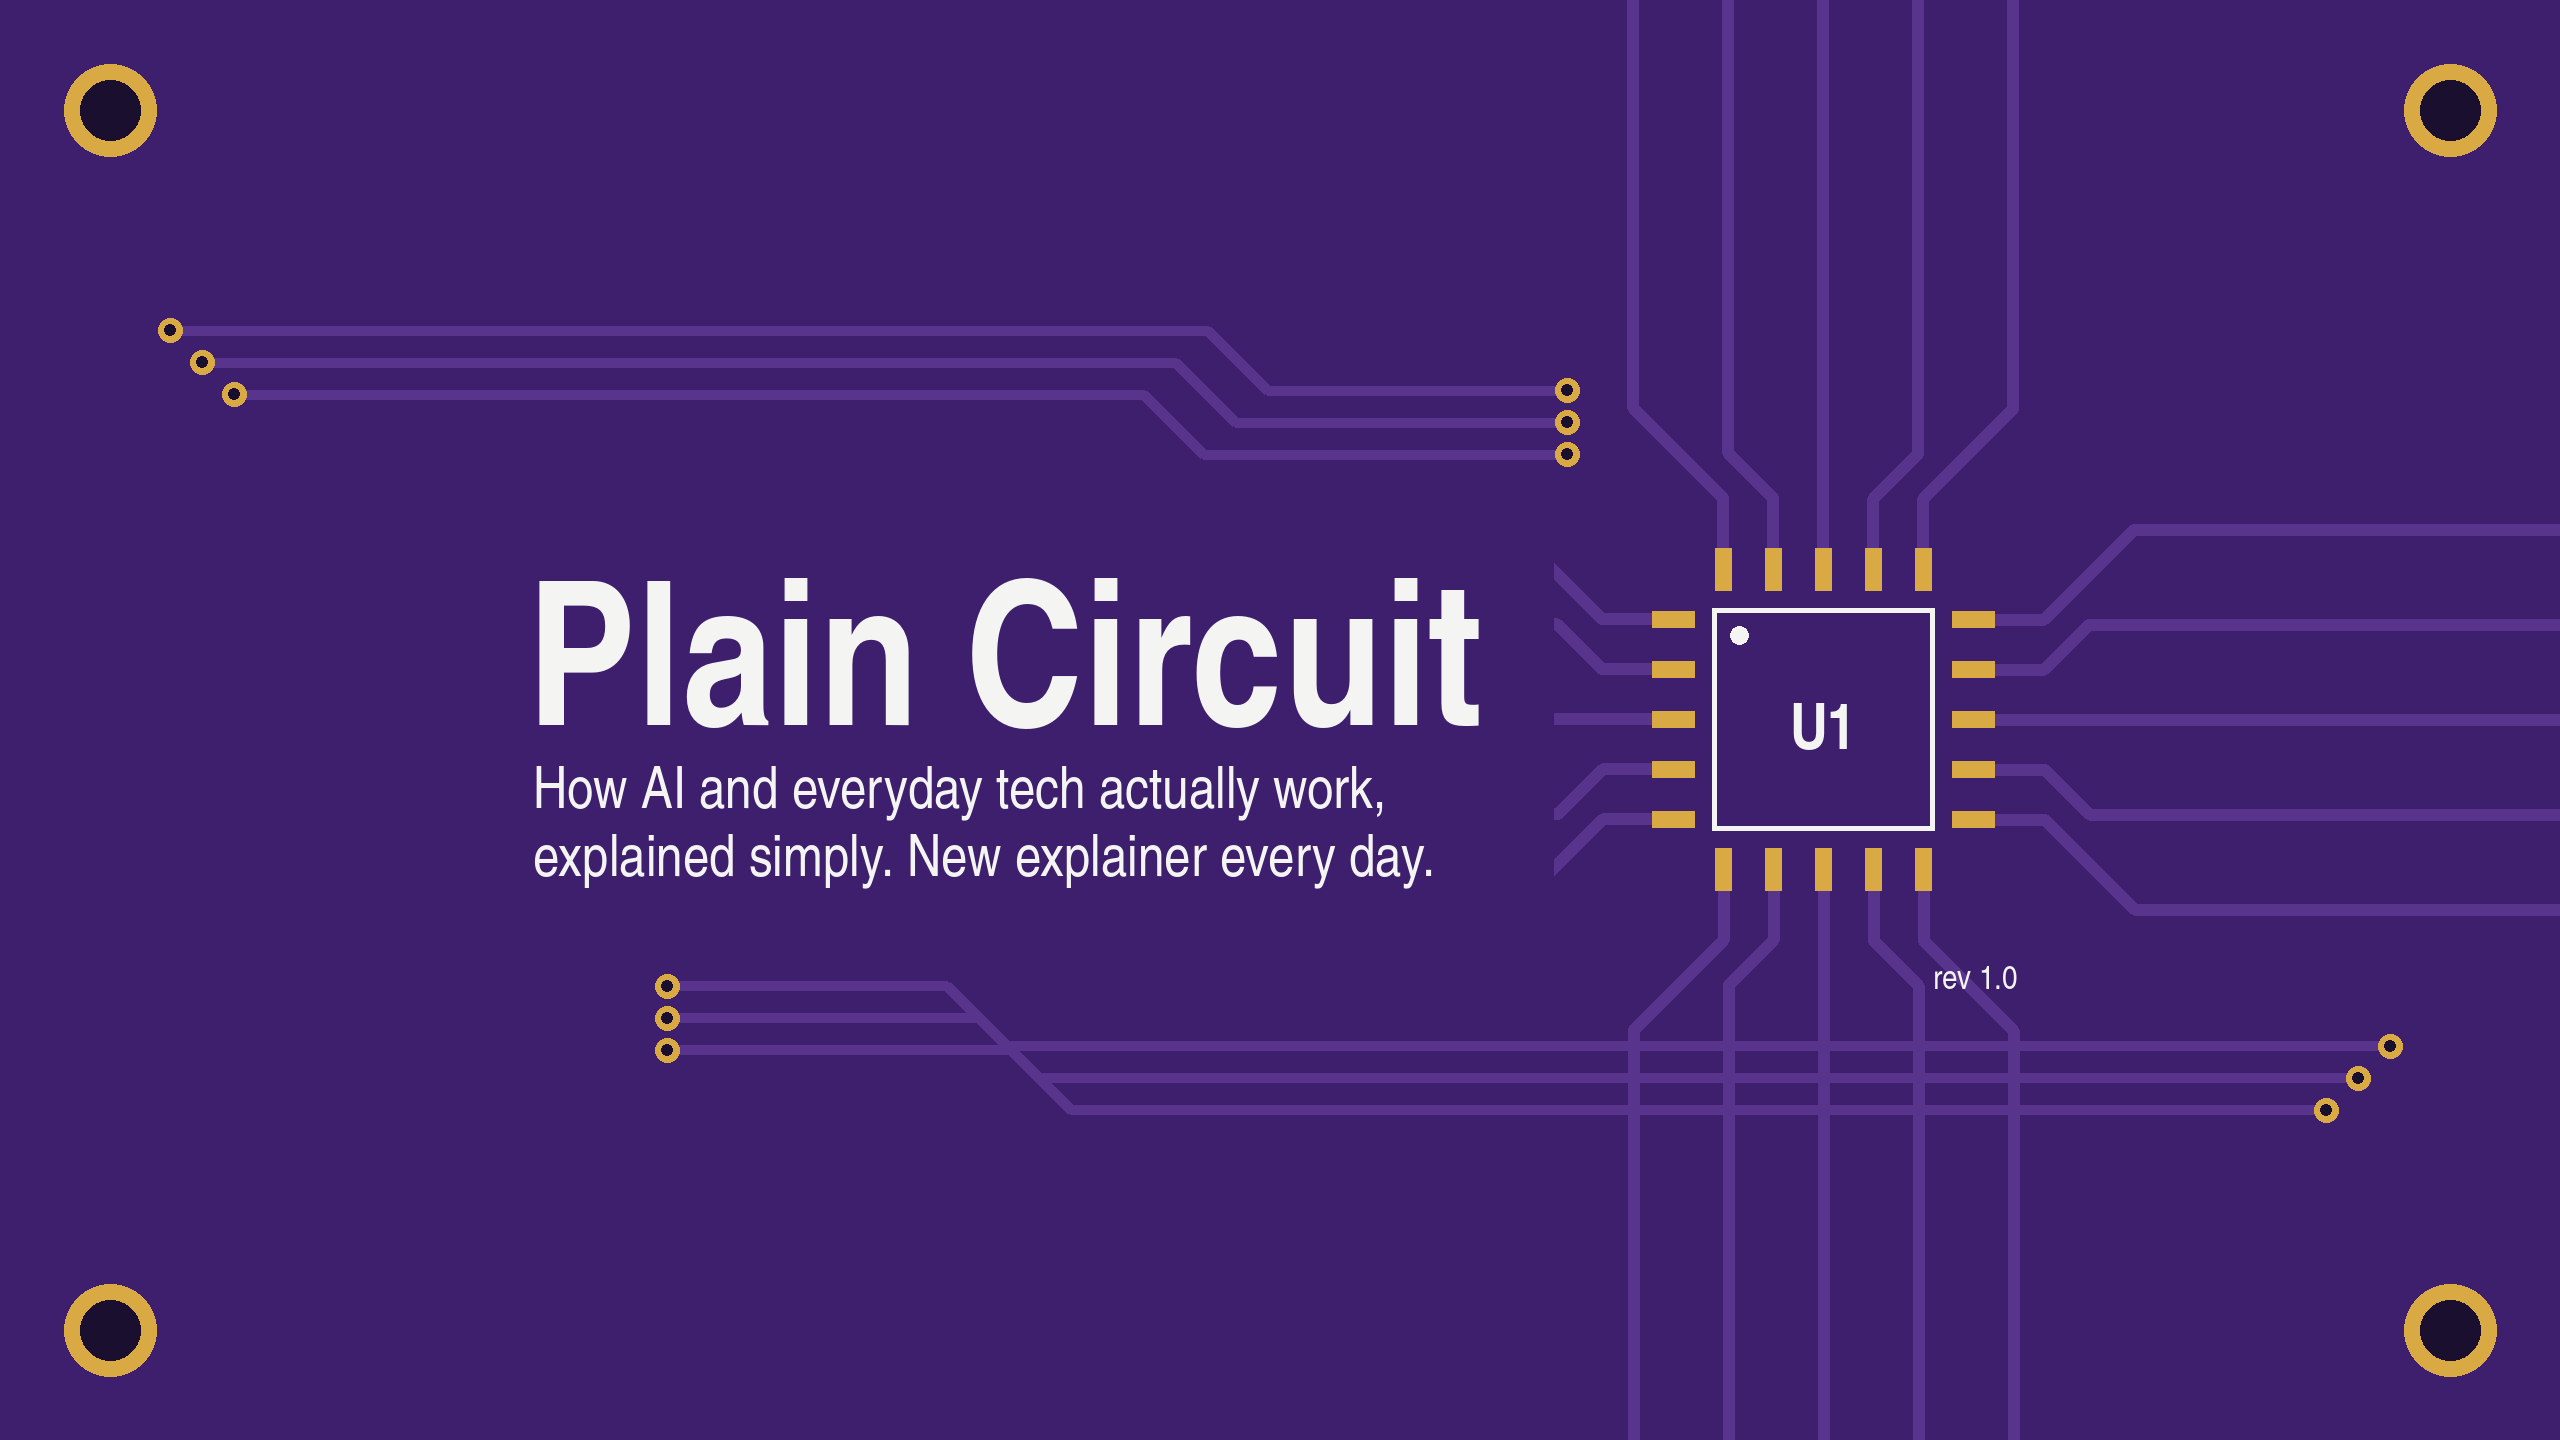 Plain Circuit
How AI and everyday tech actually work,
explained simply. New explainer every day.
U1
rev 1.0